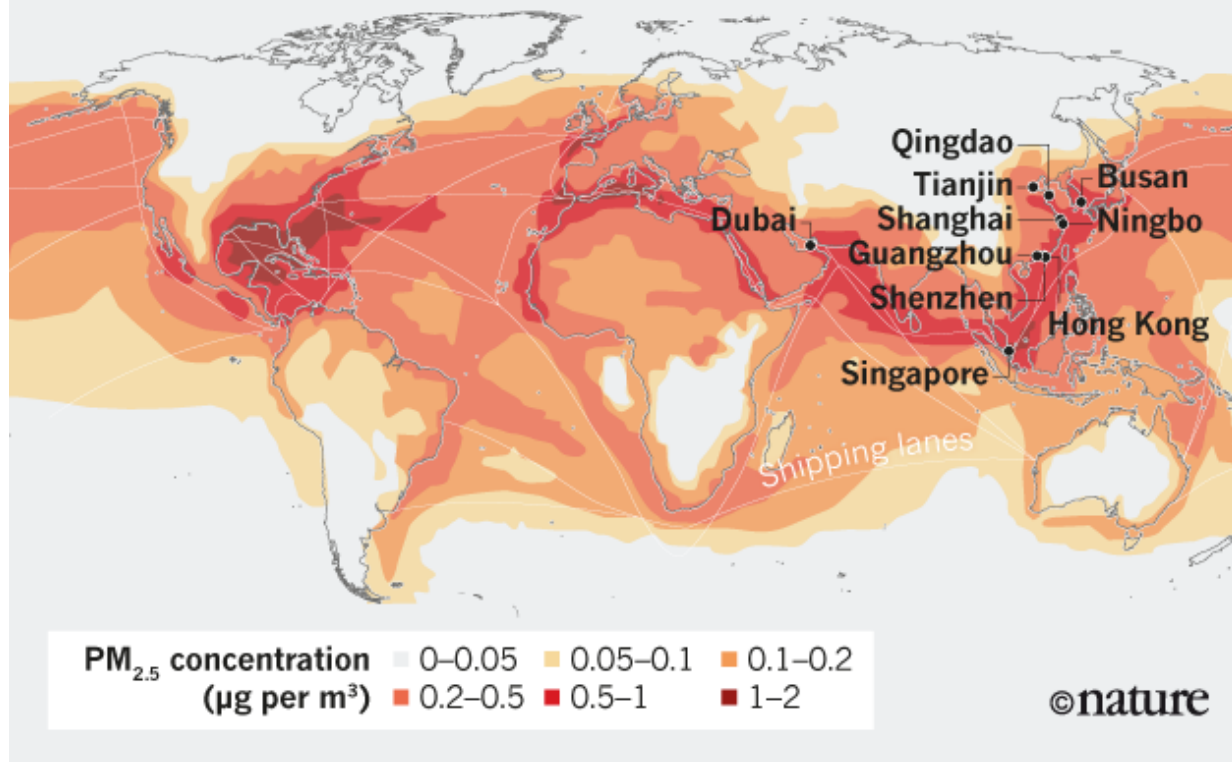 Qingdao
Tianjin
Busan
Shanghai
Ningbo
Dubai
Guangzhou
Shenzhen
Hong Kong
Singapore
Shipping lanes
PM2.5 concentration
(µg per m³)
0–0.05
0.05–0.1
0.1–0.2
0.2–0.5
0.5–1
1–2
©nature